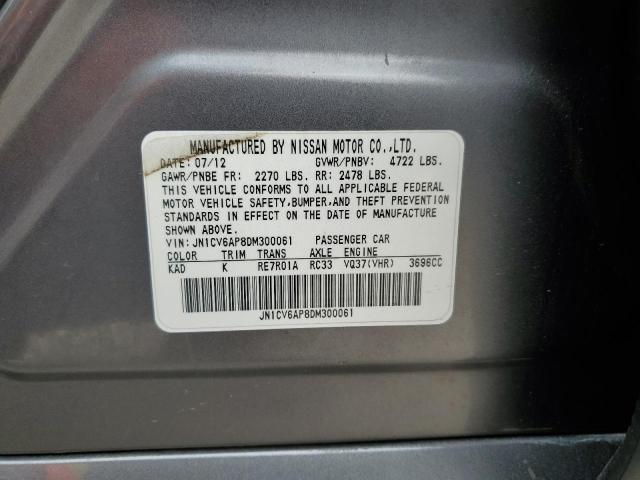 MANUFACTURED BY NISSAN MOTOR CO.,LTD.
DATE: 07/12 GVWR/PNBV: 4722 LBS.
GAWR/PNBE FR: 2270 LBS. RR: 2478 LBS.
THIS VEHICLE CONFORMS TO ALL APPLICABLE FEDERAL
MOTOR VEHICLE SAFETY,BUMPER,AND THEFT PREVENTION
STANDARDS IN EFFECT ON THE DATE OF MANUFACTURE
SHOWN ABOVE.
VIN: JN1CV6AP8DM300061 PASSENGER CAR
COLOR TRIM TRANS AXLE ENGINE
KAD K RE7R01A RC33 VQ37(VHR) 3696CC
JN1CV6AP8DM300061